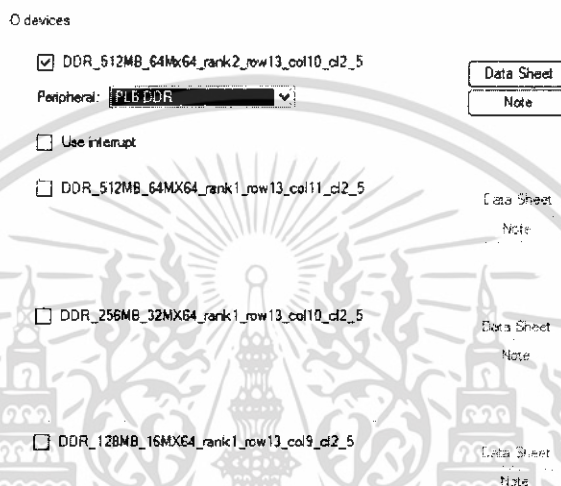 O devices
DDR_512MB_64Mx64_rank2_row13_col10_cl2_5
Data Sheet
Peripheral: PLB DDR
Note
Use interrupt
DDR_512MB_64MX64_rank1_row13_col11_cl2_5
Data Sheet
Note
DDR_256MB_32MX64_rank1_row13_col10_cl2_5
Data Sheet
Note
DDR_128MB_16MX64_rank1_row13_col9_cl2_5
Data Sheet
Note